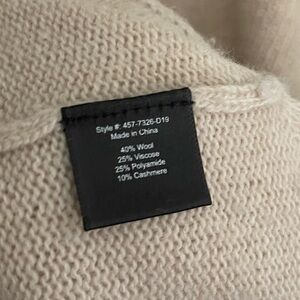 Style #: 457-7326-D19
Made in China
40% Wool
25% Viscose
25% Polyamide
10% Cashmere